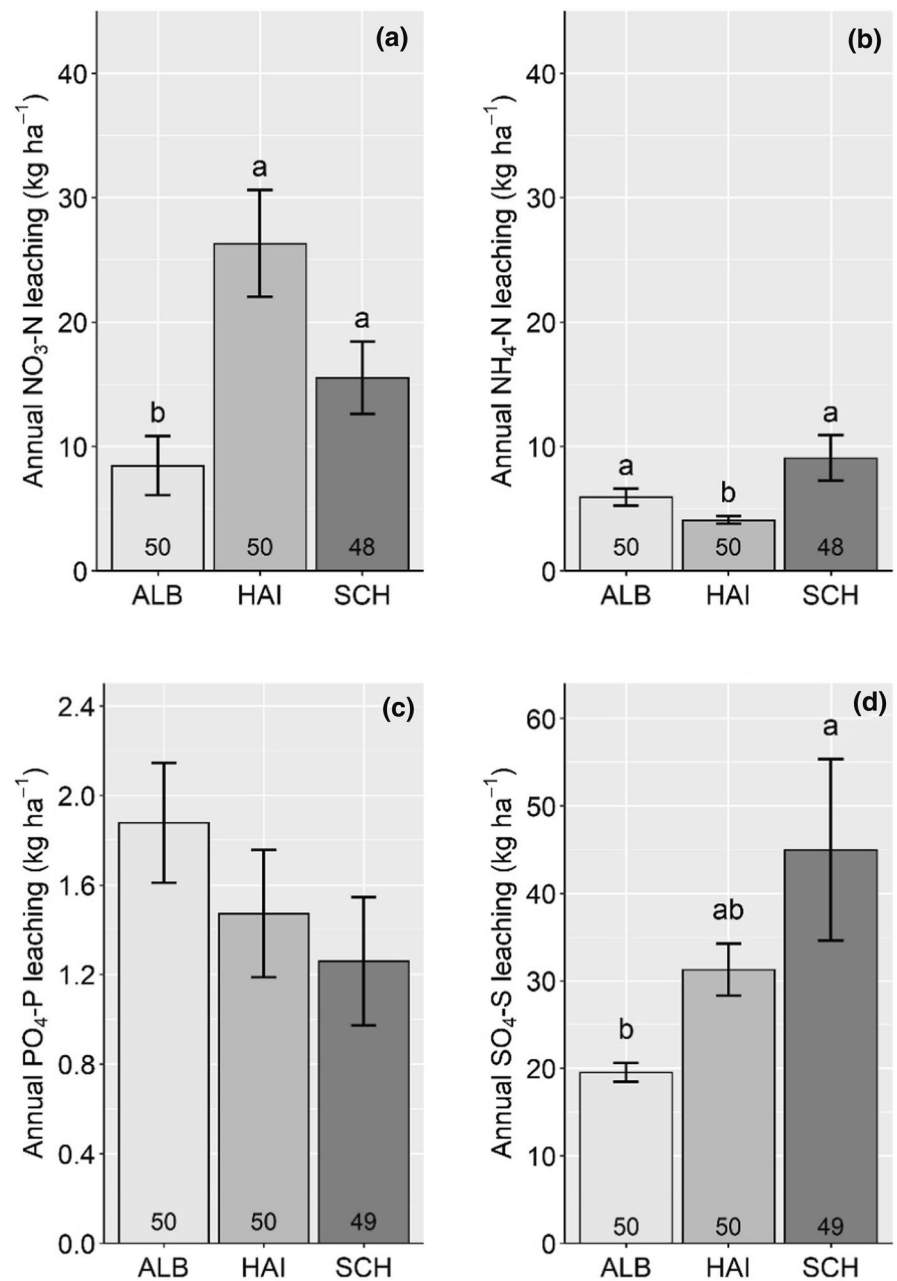 (a)
Annual NO₃-N leaching (kg ha⁻¹)
40
30
20
10
0
b
a
a
50
50
48
ALB
HAI
SCH
(b)
Annual NH₄-N leaching (kg ha⁻¹)
40
30
20
10
0
a
b
a
50
50
48
ALB
HAI
SCH
(c)
Annual PO₄-P leaching (kg ha⁻¹)
2.4
2.0
1.6
1.2
0.8
0.4
0.0
50
50
49
ALB
HAI
SCH
(d)
Annual SO₄-S leaching (kg ha⁻¹)
60
50
40
30
20
10
0
b
ab
a
50
50
49
ALB
HAI
SCH